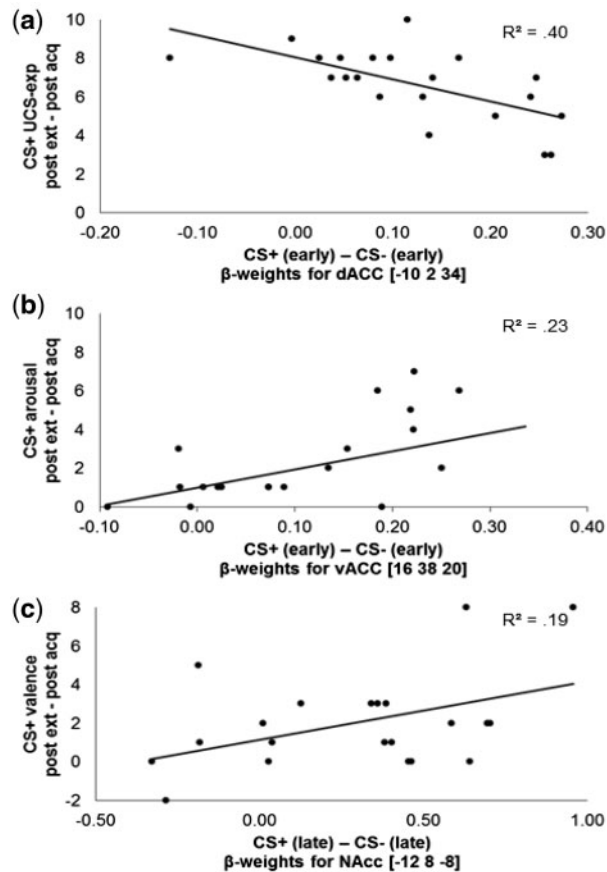 (a)
R² = .40
CS+ UCS-exp
post ext - post acq
10
8
6
4
2
0
-0.20 -0.10 0.00 0.10 0.20 0.30
CS+ (early) – CS- (early)
β-weights for dACC [-10 2 34]
(b)
R² = .23
CS+ arousal
post ext - post acq
10
8
6
4
2
0
-0.10 0.00 0.10 0.20 0.30 0.40
CS+ (early) – CS- (early)
β-weights for vACC [16 38 20]
(c)
R² = .19
CS+ valence
post ext - post acq
8
6
4
2
0
-2
-0.50 0.00 0.50 1.00
CS+ (late) – CS- (late)
β-weights for NAcc [-12 8 -8]